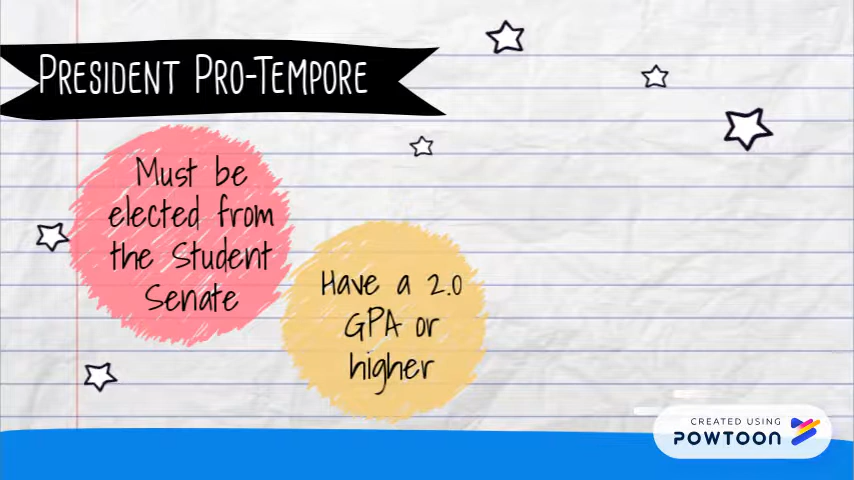 President Pro-Tempore
Must be
elected from
the Student
Senate
Have a 2.0
GPA or
higher
CREATED USING
POWTOON